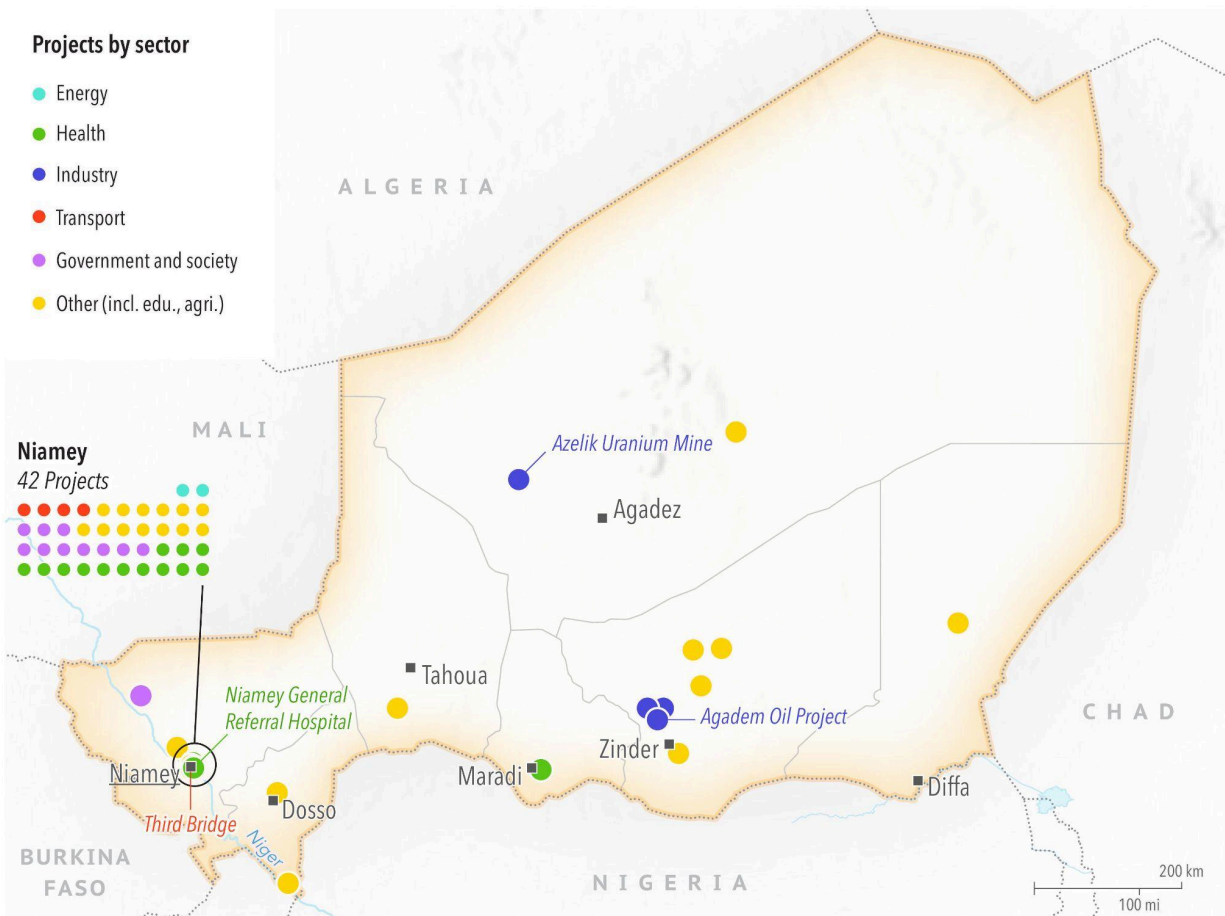 Projects by sector
Energy
Health
Industry
Transport
Government and society
Other (incl. edu., agri.)
ALGERIA
MALI
Niamey
42 Projects
Azelik Uranium Mine
Agadez
Tahoua
Niamey General
Referral Hospital
Agadem Oil Project
CHAD
Zinder
Niamey
Maradi
Diffa
Dosso
Third Bridge
Niger
BURKINA
FASO
NIGERIA
200 km
100 mi